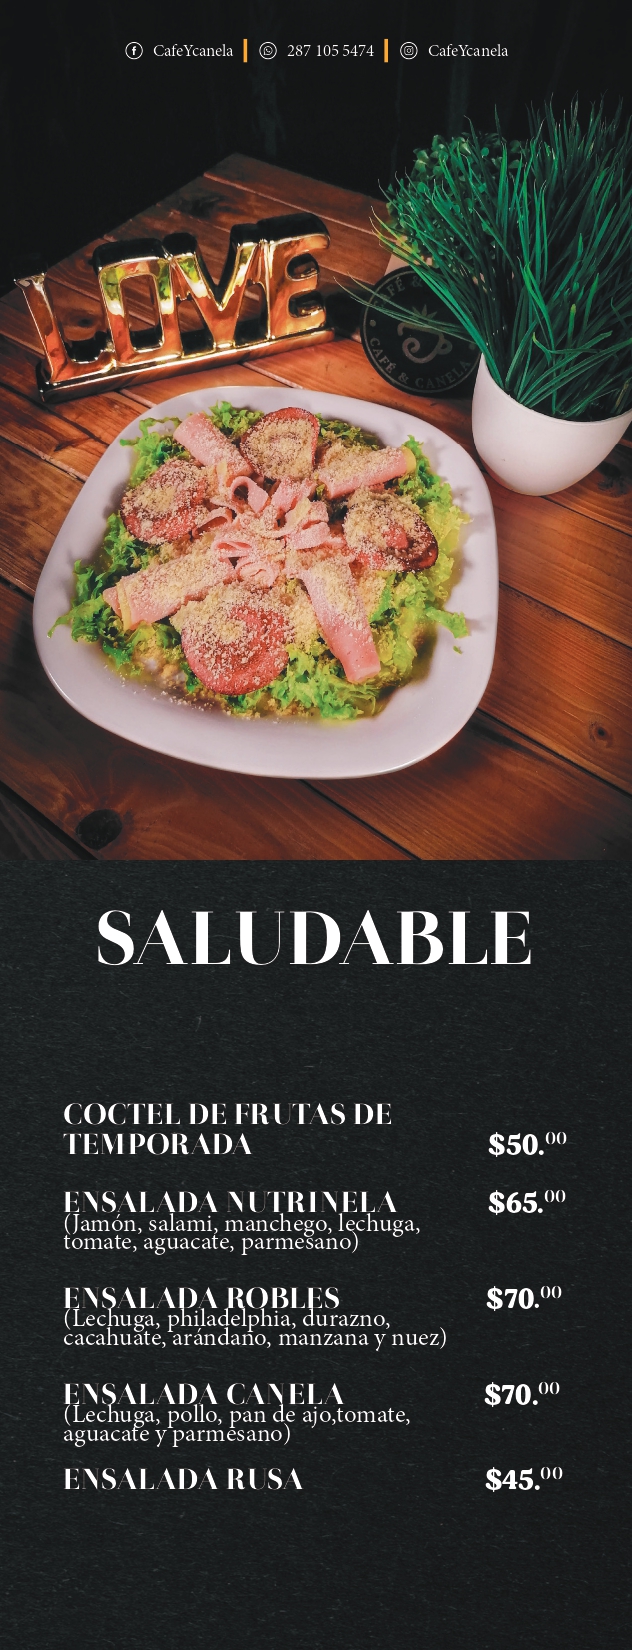 CafeYcanela | 287 105 5474 | CafeYcanela
LOVE
CAFÉ & CANELA
SALUDABLE
COCTEL DE FRUTAS DE
TEMPORADA $50.00
ENSALADA NUTRINELA $65.00
(Jamón, salami, manchego, lechuga,
tomate, aguacate, parmesano)
ENSALADA ROBLES $70.00
(Lechuga, philadelphia, durazno,
cacahuate, arándano, manzana y nuez)
ENSALADA CANELA $70.00
(Lechuga, pollo, pan de ajo,tomate,
aguacate y parmesano)
ENSALADA RUSA $45.00